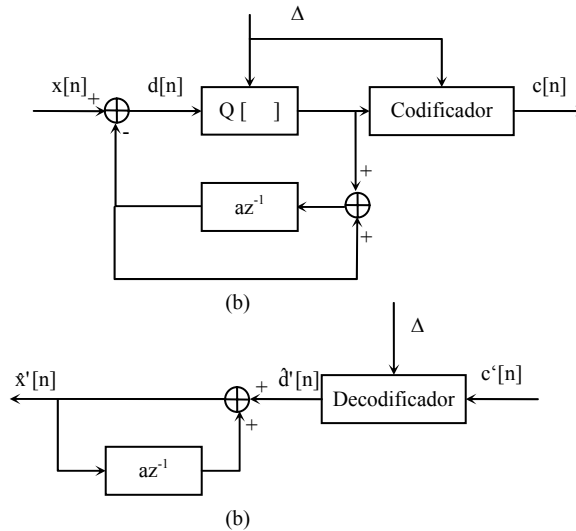 Δ
x[n] + d[n] Q [ ] Codificador c[n]
-
+
az⁻¹
+
(b)
Δ
x̂'[n] + d̂'[n] Decodificador c‘[n]
+
az⁻¹
(b)